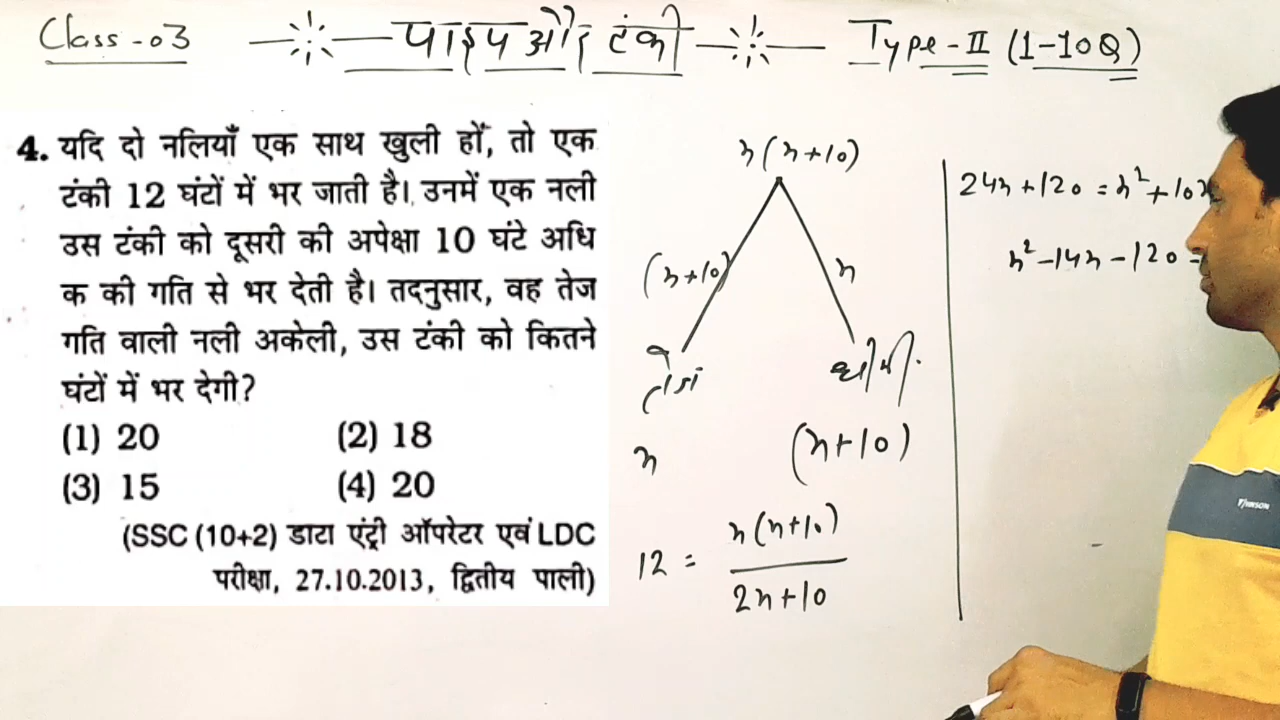 Class-03 पाइप और टंकी Type-II (1-10Q)
4. यदि दो नलियाँ एक साथ खुली हों, तो एक
टंकी 12 घंटों में भर जाती है। उनमें एक नली
उस टंकी को दूसरी की अपेक्षा 10 घंटे अधि
क की गति से भर देती है। तदनुसार, वह तेज
गति वाली नली अकेली, उस टंकी को कितने
घंटों में भर देगी?
(1) 20 (2) 18
(3) 15 (4) 20
(SSC (10+2) डाटा एंट्री ऑपरेटर एवं LDC
परीक्षा, 27.10.2013, द्वितीय पाली)
x(x+10)
(x+10) x
तेज
x (x+10)
12 = x(x+10)
2x+10
24x+120 = x²+10x
x²-14x-120 =